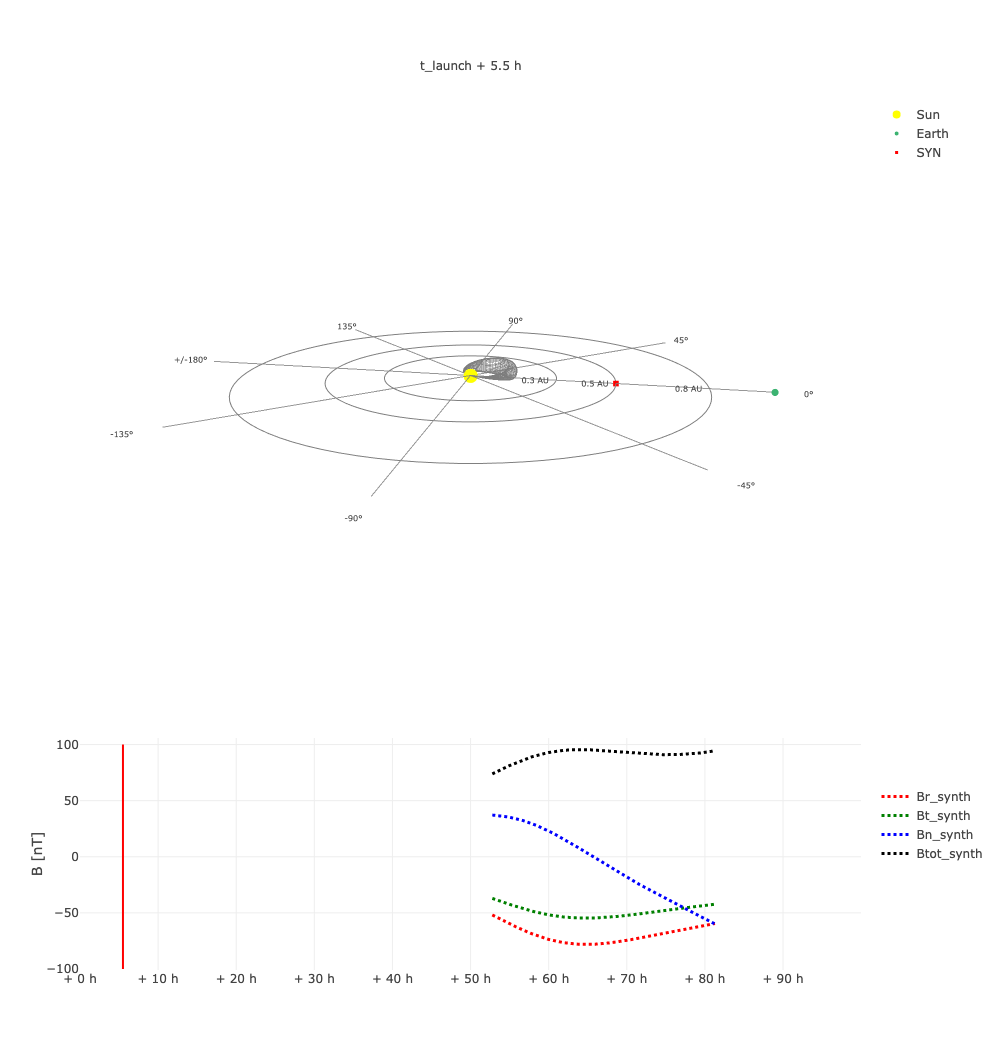 t_launch + 5.5 h
Sun
Earth
SYN
90°
135°
45°
+/-180°
0.3 AU
0.5 AU
0.8 AU
0°
-135°
-45°
-90°
100
50
0
−50
−100
B [nT]
+ 0 h
+ 10 h
+ 20 h
+ 30 h
+ 40 h
+ 50 h
+ 60 h
+ 70 h
+ 80 h
+ 90 h
Br_synth
Bt_synth
Bn_synth
Btot_synth